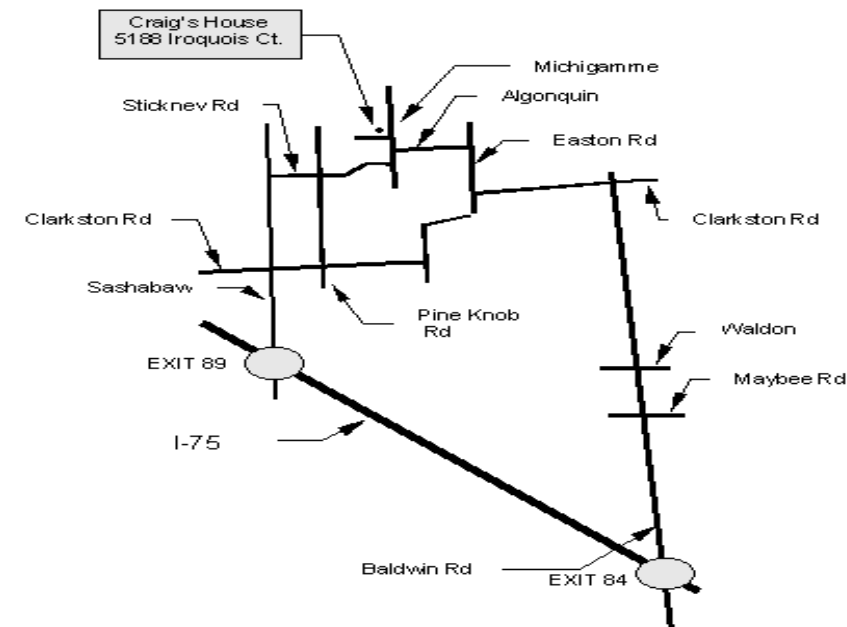 Craig's House
5188 Iroquois Ct.
Michigamme
Algonquin
Sticknev Rd
Easton Rd
Clarkston Rd
Clarkston Rd
Sashabaw
Pine Knob
Rd
Waldon
EXIT 89
Maybee Rd
I-75
Baldwin Rd
EXIT 84